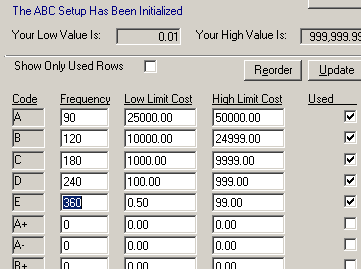 The ABC Setup Has Been Initialized
Your Low Value Is: 0.01 Your High Value Is: 999,999.99
Show Only Used Rows
Reorder Update
Code Frequency Low Limit Cost High Limit Cost Used
A 90 25000.00 50000.00
B 120 10000.00 24999.00
C 180 1000.00 9999.00
D 240 100.00 999.00
E 360 0.50 99.00
A+ 0 0.00 0.00
A- 0 0.00 0.00
B+ 0 0.00 0.00